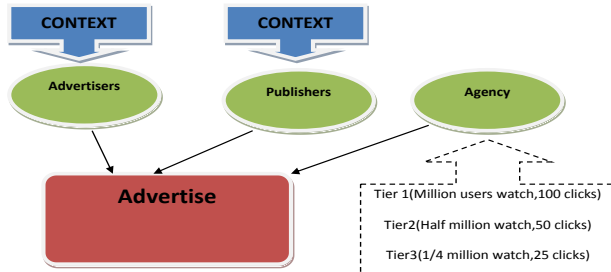 CONTEXT
CONTEXT
Advertisers
Publishers
Agency
Advertise
Tier 1(Million users watch,100 clicks)
Tier2(Half million watch,50 clicks)
Tier3(1/4 million watch,25 clicks)